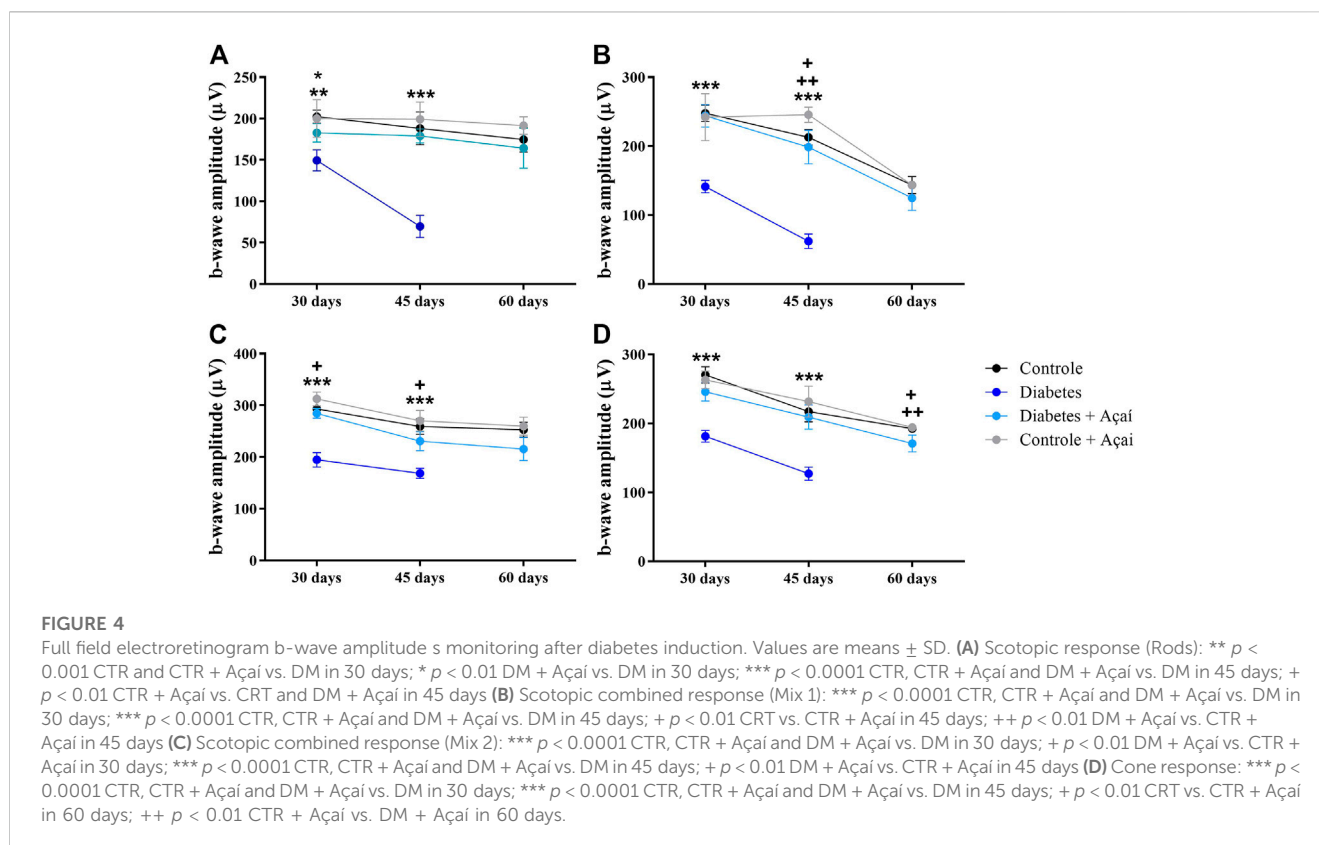 A
B
*
**
***
***
+
++
***
250
200
150
100
50
0
b-wawe amplitude (µ V)
30 days
45 days
60 days
300
200
100
0
b-wawe amplitude (µ V)
30 days
45 days
60 days
C
D
+
***
+
***
***
***
+
++
400
300
200
100
0
b-wawe amplitude (µ V)
30 days
45 days
60 days
300
200
100
0
b-wawe amplitude (µ V)
30 days
45 days
60 days
Controle
Diabetes
Diabetes + Açaí
Controle + Açai
FIGURE 4
Full field electroretinogram b-wave amplitude s monitoring after diabetes induction. Values are means ± SD. (A) Scotopic response (Rods): ** p <
0.001 CTR and CTR + Açaí vs. DM in 30 days; * p < 0.01 DM + Açaí vs. DM in 30 days; *** p < 0.0001 CTR, CTR + Açaí and DM + Açaí vs. DM in 45 days; +
p < 0.01 CTR + Açaí vs. CRT and DM + Açaí in 45 days (B) Scotopic combined response (Mix 1): *** p < 0.0001 CTR, CTR + Açaí and DM + Açaí vs. DM in
30 days; *** p < 0.0001 CTR, CTR + Açaí and DM + Açaí vs. DM in 45 days; + p < 0.01 CRT vs. CTR + Açaí in 45 days; ++ p < 0.01 DM + Açaí vs. CTR +
Açaí in 45 days (C) Scotopic combined response (Mix 2): *** p < 0.0001 CTR, CTR + Açaí and DM + Açaí vs. DM in 30 days; + p < 0.01 DM + Açaí vs. CTR +
Açaí in 30 days; *** p < 0.0001 CTR, CTR + Açaí and DM + Açaí vs. DM in 45 days; + p < 0.01 DM + Açaí vs. CTR + Açaí in 45 days (D) Cone response: *** p <
0.0001 CTR, CTR + Açaí and DM + Açaí vs. DM in 30 days; *** p < 0.0001 CTR, CTR + Açaí and DM + Açaí vs. DM in 45 days; + p < 0.01 CRT vs. CTR + Açaí
in 60 days; ++ p < 0.01 CTR + Açaí vs. DM + Açaí in 60 days.